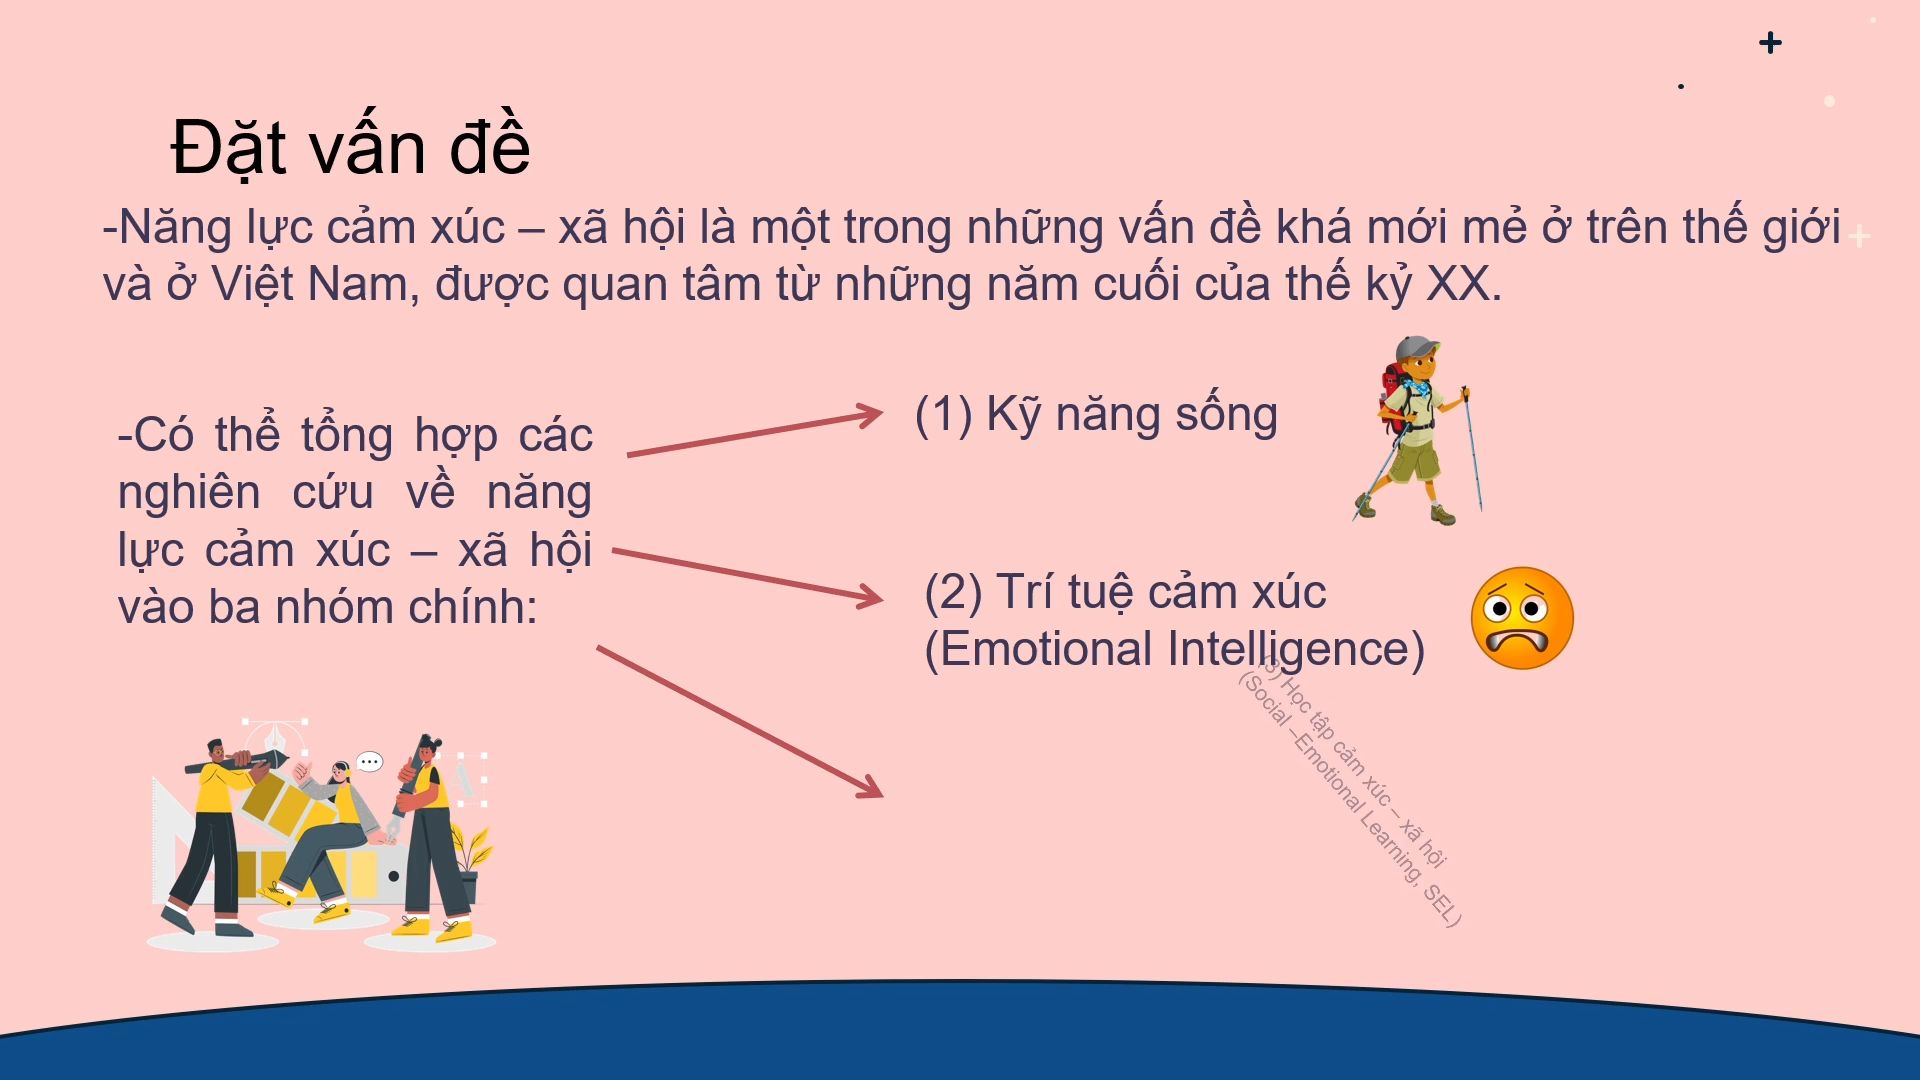 Đặt vấn đề
-Năng lực cảm xúc – xã hội là một trong những vấn đề khá mới mẻ ở trên thế giới
và ở Việt Nam, được quan tâm từ những năm cuối của thế kỷ XX.
-Có thể tổng hợp các
nghiên cứu về năng
lực cảm xúc – xã hội
vào ba nhóm chính:
(1) Kỹ năng sống
(2) Trí tuệ cảm xúc
(Emotional Intelligence)
(3) Học tập cảm xúc – xã hội
(Social –Emotional Learning, SEL)